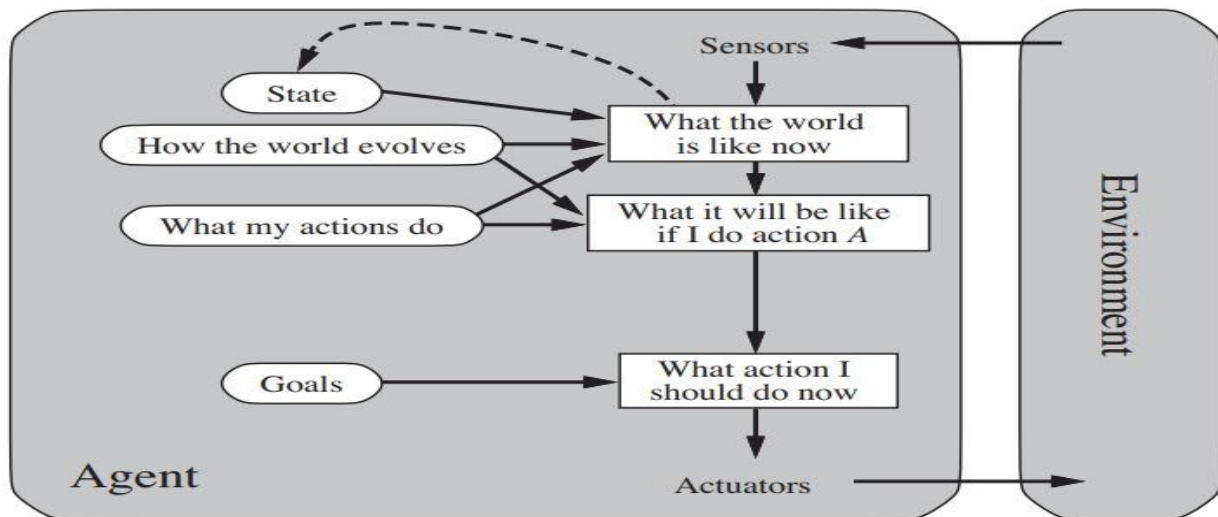 Sensors
State
What the world
is like now
How the world evolves
What my actions do
What it will be like
if I do action A
Goals
What action I
should do now
Agent
Actuators
Environment